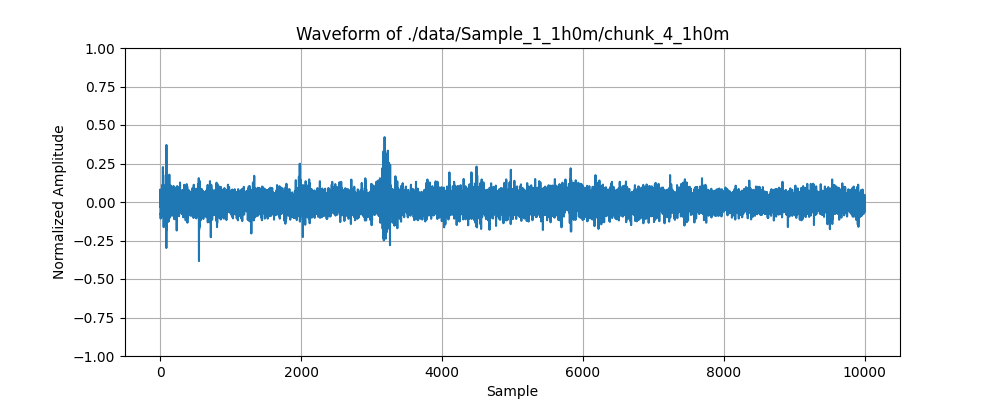 Waveform of ./data/Sample_1_1h0m/chunk_4_1h0m
Normalized Amplitude
1.00
0.75
0.50
0.25
0.00
−0.25
−0.50
−0.75
−1.00
0 2000 4000 6000 8000 10000
Sample